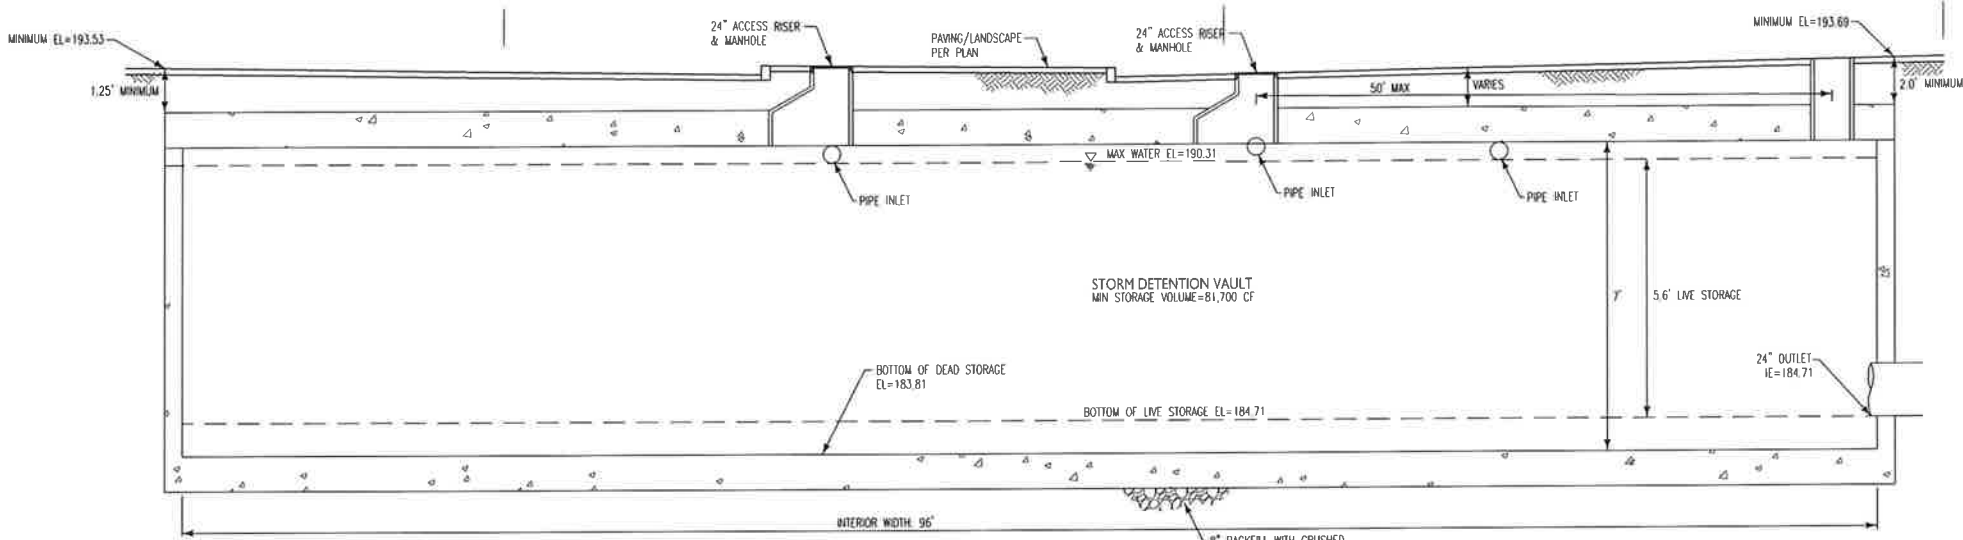 MINIMUM EL=193.53
24" ACCESS RISER
& MANHOLE
PAVING/LANDSCAPE
PER PLAN
24" ACCESS RISER
& MANHOLE
MINIMUM EL=193.69
1.25' MINIMUM
50' MAX
VARIES
2.0' MINIMUM
MAX WATER EL=190.31
PIPE INLET
PIPE INLET
PIPE INLET
STORM DETENTION VAULT
MIN STORAGE VOLUME=81,700 CF
7'
5.6' LIVE STORAGE
BOTTOM OF DEAD STORAGE
EL=183.81
24" OUTLET
IE=184.71
BOTTOM OF LIVE STORAGE EL=184.71
INTERIOR WIDTH: 96'
BACKFILL WITH CRUSHED